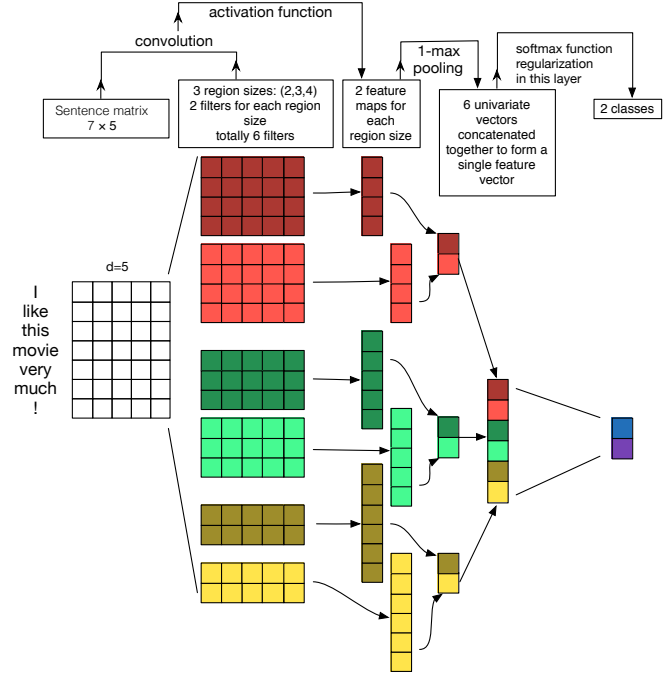 activation function
convolution
1-max
pooling
softmax function
regularization
in this layer
Sentence matrix
7 × 5
3 region sizes: (2,3,4)
2 filters for each region
size
totally 6 filters
2 feature
maps for
each
region size
6 univariate
vectors
concatenated
together to form a
single feature
vector
2 classes
d=5
I
like
this
movie
very
much
!